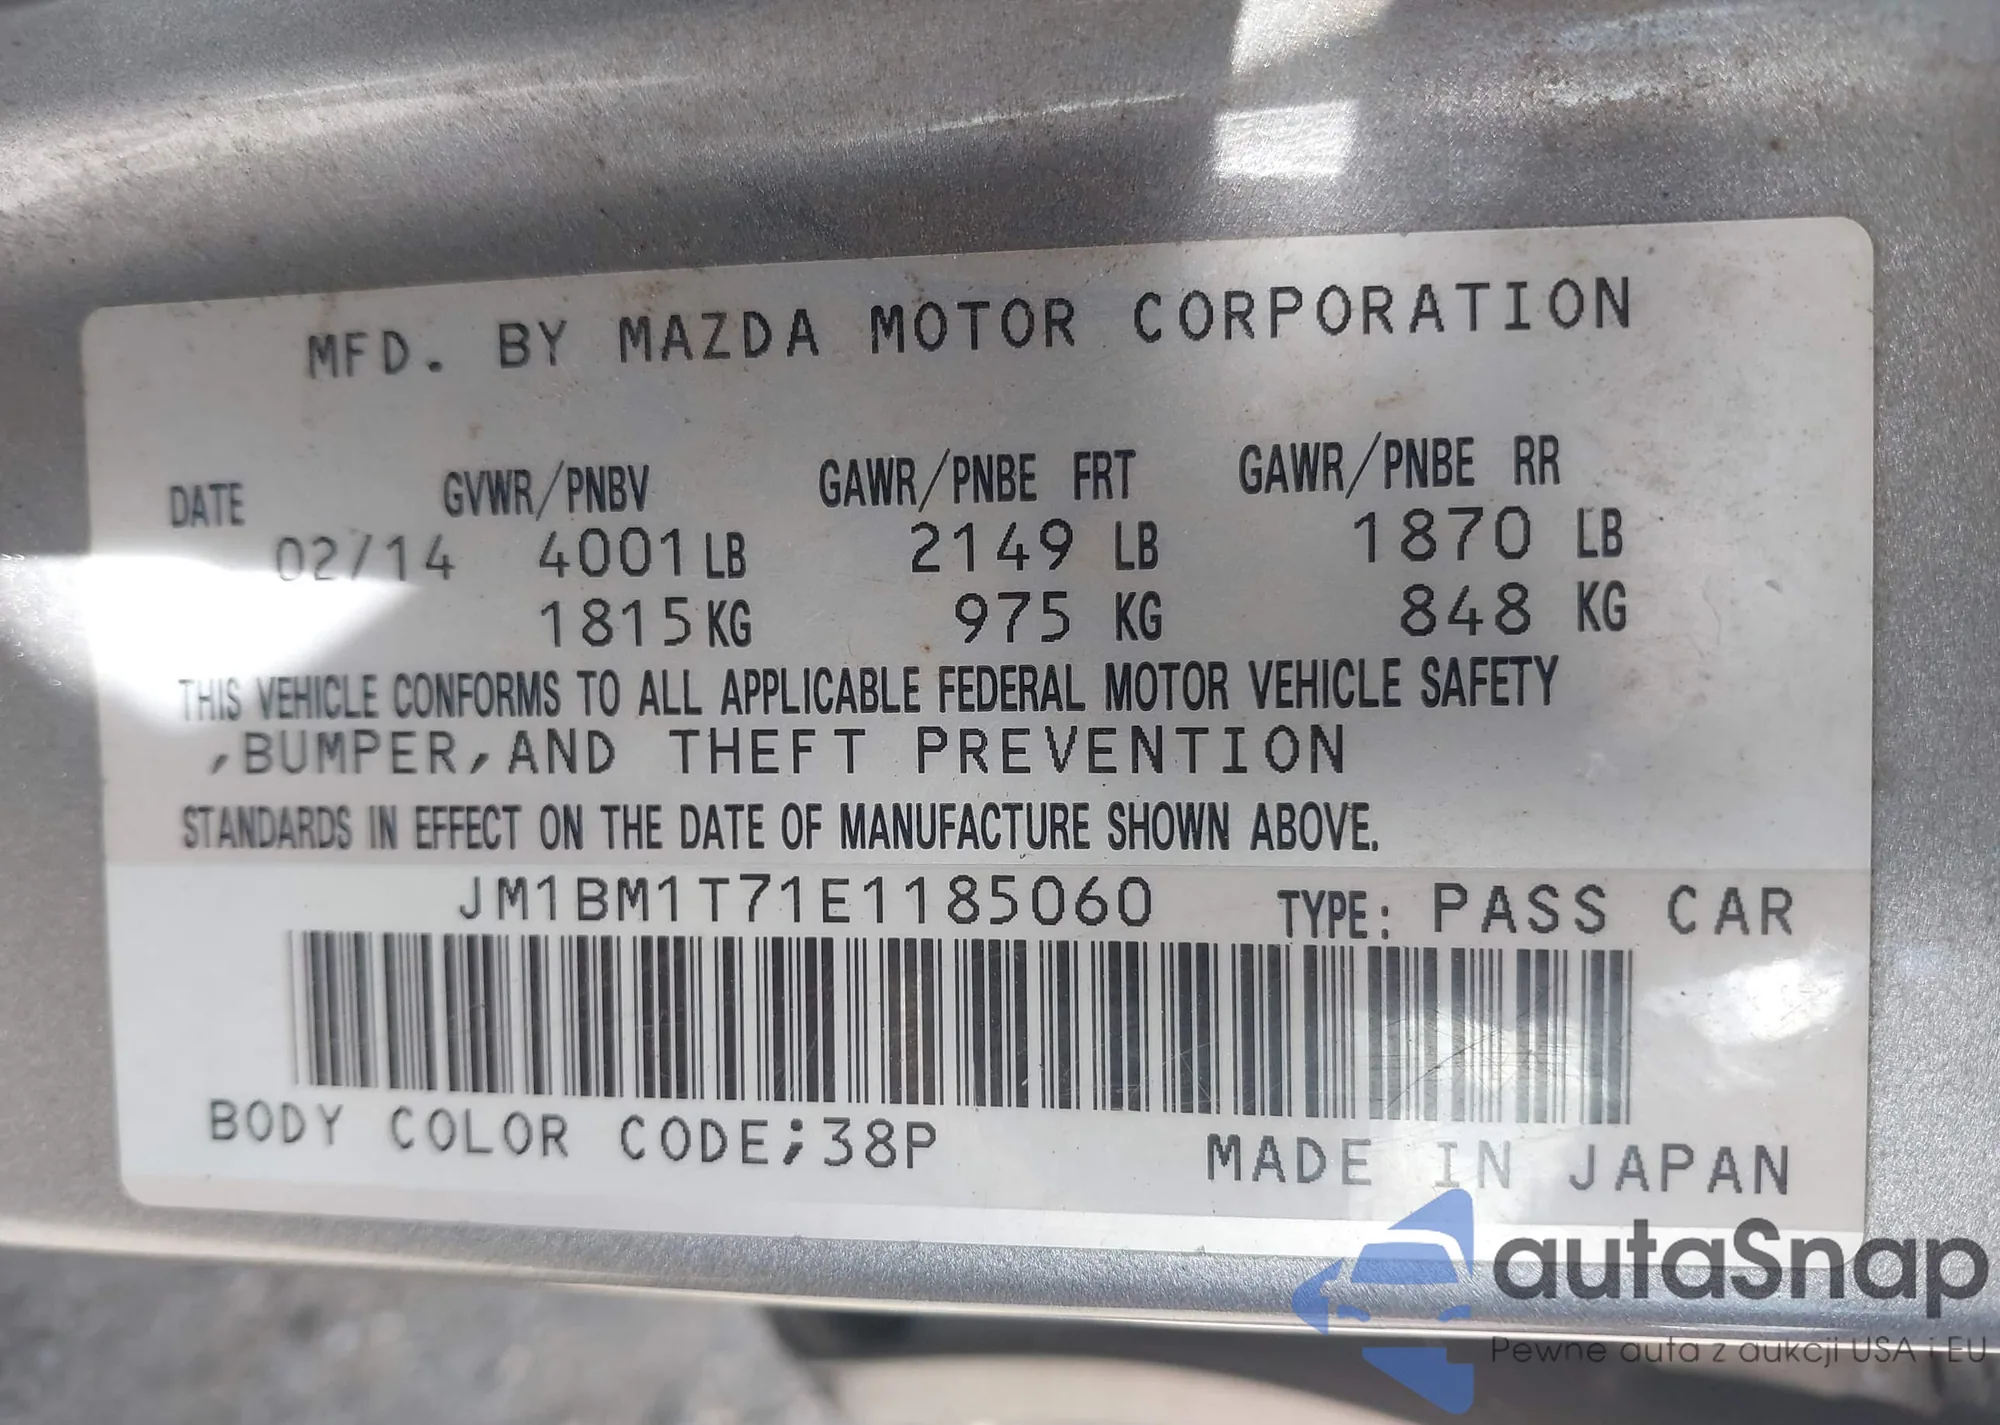 MFD. BY MAZDA MOTOR CORPORATION
DATE GVWR/PNBV GAWR/PNBE FRT GAWR/PNBE RR
02/14 4001 LB 2149 LB 1870 LB
1815 KG 975 KG 848 KG
THIS VEHICLE CONFORMS TO ALL APPLICABLE FEDERAL MOTOR VEHICLE SAFETY
,BUMPER,AND THEFT PREVENTION
STANDARDS IN EFFECT ON THE DATE OF MANUFACTURE SHOWN ABOVE.
JM1BM1T71E1185060 TYPE: PASS CAR
BODY COLOR CODE;38P
MADE IN JAPAN
autaSnap
Pewne auta z aukcji USA i EU